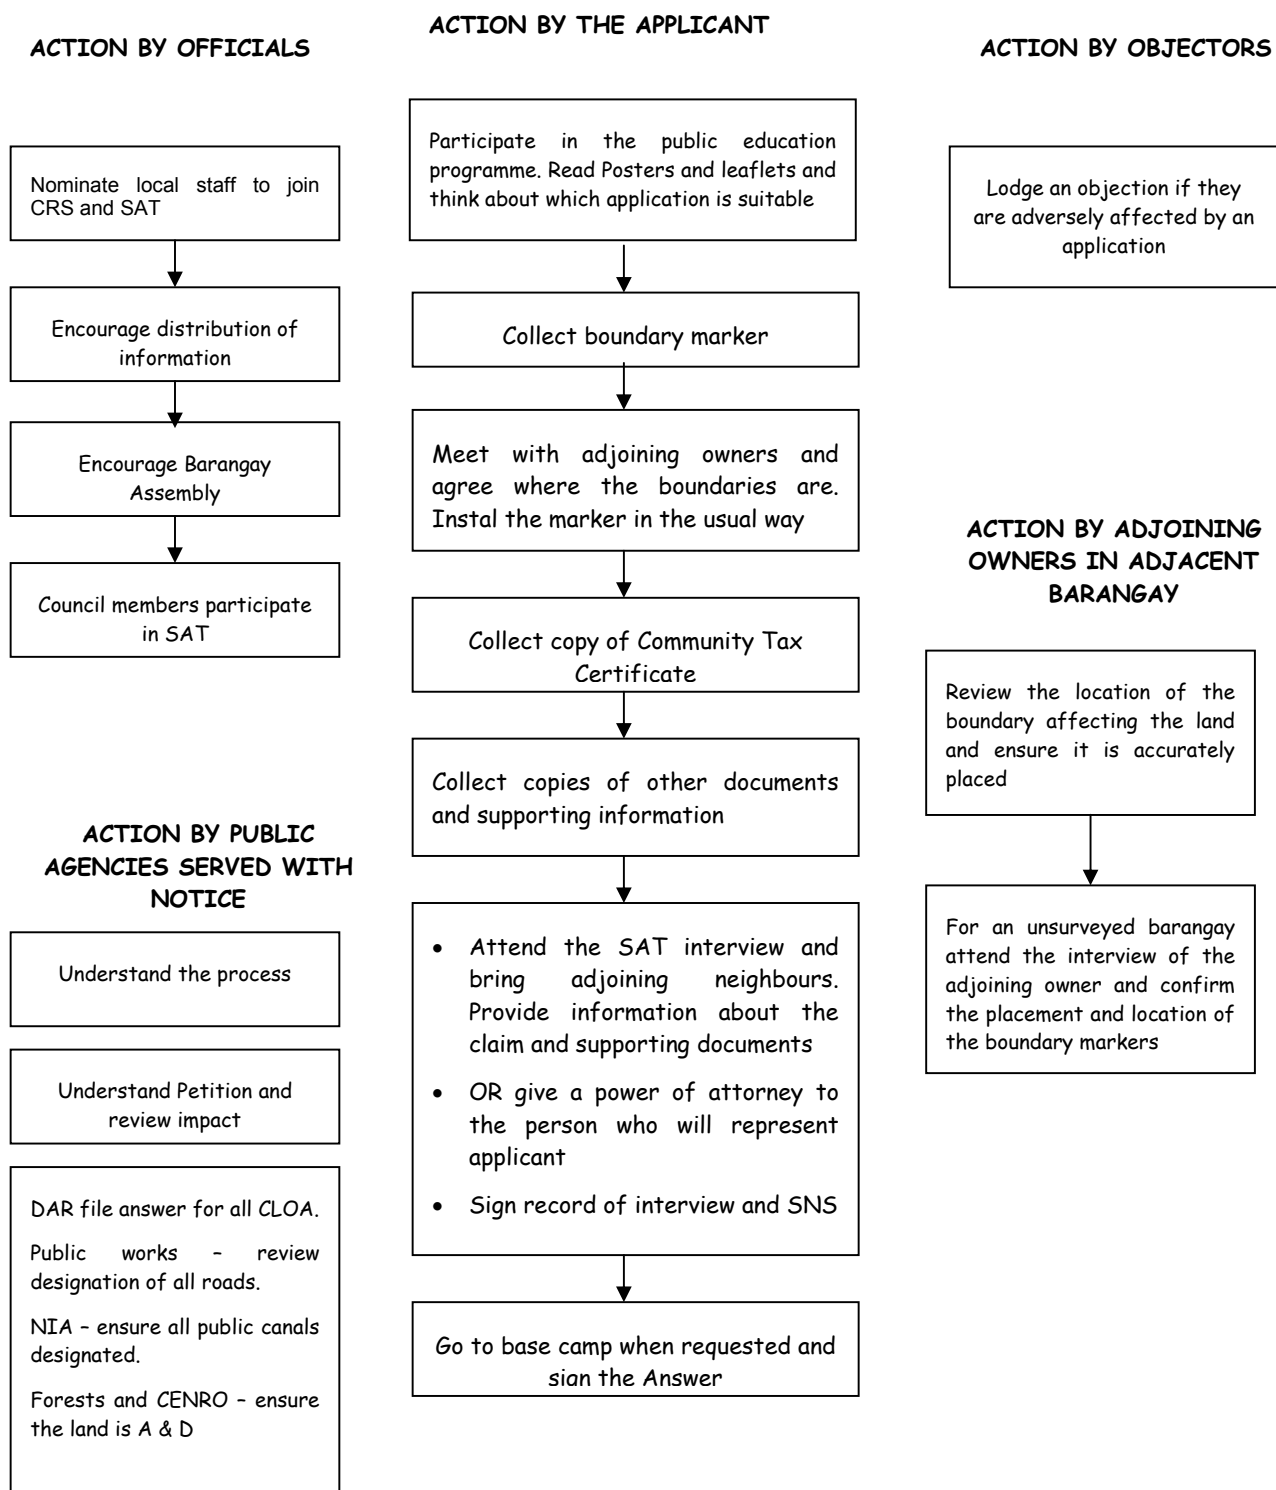 ACTION BY OFFICIALS
Nominate local staff to join
CRS and SAT
Encourage distribution of
information
Encourage Barangay
Assembly
Council members participate
in SAT
ACTION BY PUBLIC
AGENCIES SERVED WITH
NOTICE
Understand the process
Understand Petition and
review impact
DAR file answer for all CLOA.
Public works – review
designation of all roads.
NIA – ensure all public canals
designated.
Forests and CENRO – ensure
the land is A & D
ACTION BY THE APPLICANT
Participate in the public education
programme. Read Posters and leaflets and
think about which application is suitable
Collect boundary marker
Meet with adjoining owners and
agree where the boundaries are.
Instal the marker in the usual way
Collect copy of Community Tax
Certificate
Collect copies of other documents
and supporting information
• Attend the SAT interview and
bring adjoining neighbours.
Provide information about the
claim and supporting documents
• OR give a power of attorney to
the person who will represent
applicant
• Sign record of interview and SNS
Go to base camp when requested and
sign the Answer
ACTION BY OBJECTORS
Lodge an objection if they
are adversely affected by an
application
ACTION BY ADJOINING
OWNERS IN ADJACENT
BARANGAY
Review the location of the
boundary affecting the land
and ensure it is accurately
placed
For an unsurveyed barangay
attend the interview of the
adjoining owner and confirm
the placement and location of
the boundary markers